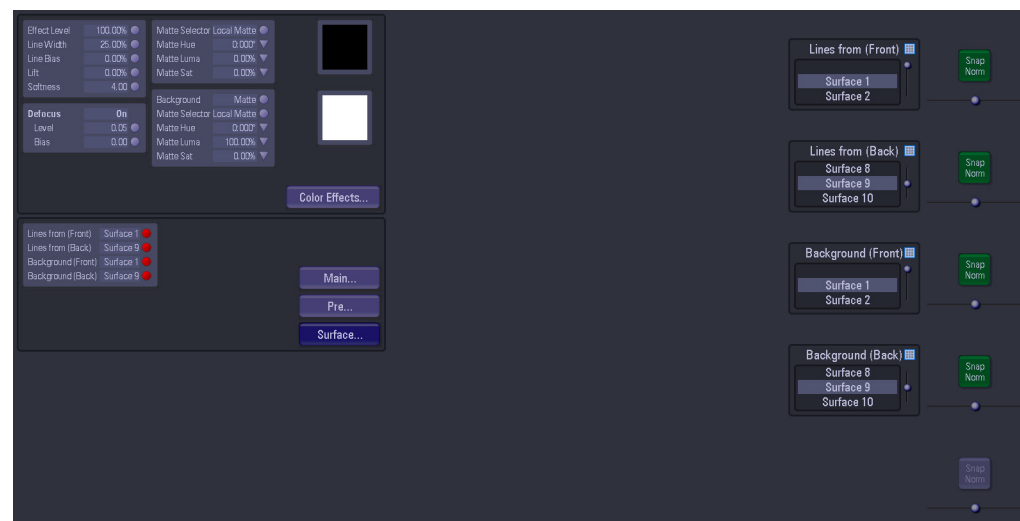 Effect Level 100.00%
Line Width 25.00%
Line Bias 0.00%
Lift 0.00%
Softness 4.00
Defocus On
Level 0.05
Bias 0.00
Matte Selector Local Matte
Matte Hue 0.000°
Matte Luma 0.00%
Matte Sat 0.00%
Background Matte
Matte Selector Local Matte
Matte Hue 0.000°
Matte Luma 100.00%
Matte Sat 0.00%
Color Effects...
Lines from (Front) Surface 1
Lines from (Back) Surface 9
Background (Front) Surface 1
Background (Back) Surface 9
Main...
Pre...
Surface...
Lines from (Front)
Surface 1
Surface 2
Snap
Norm
Lines from (Back)
Surface 8
Surface 9
Surface 10
Snap
Norm
Background (Front)
Surface 1
Surface 2
Snap
Norm
Background (Back)
Surface 8
Surface 9
Surface 10
Snap
Norm
Snap
Norm